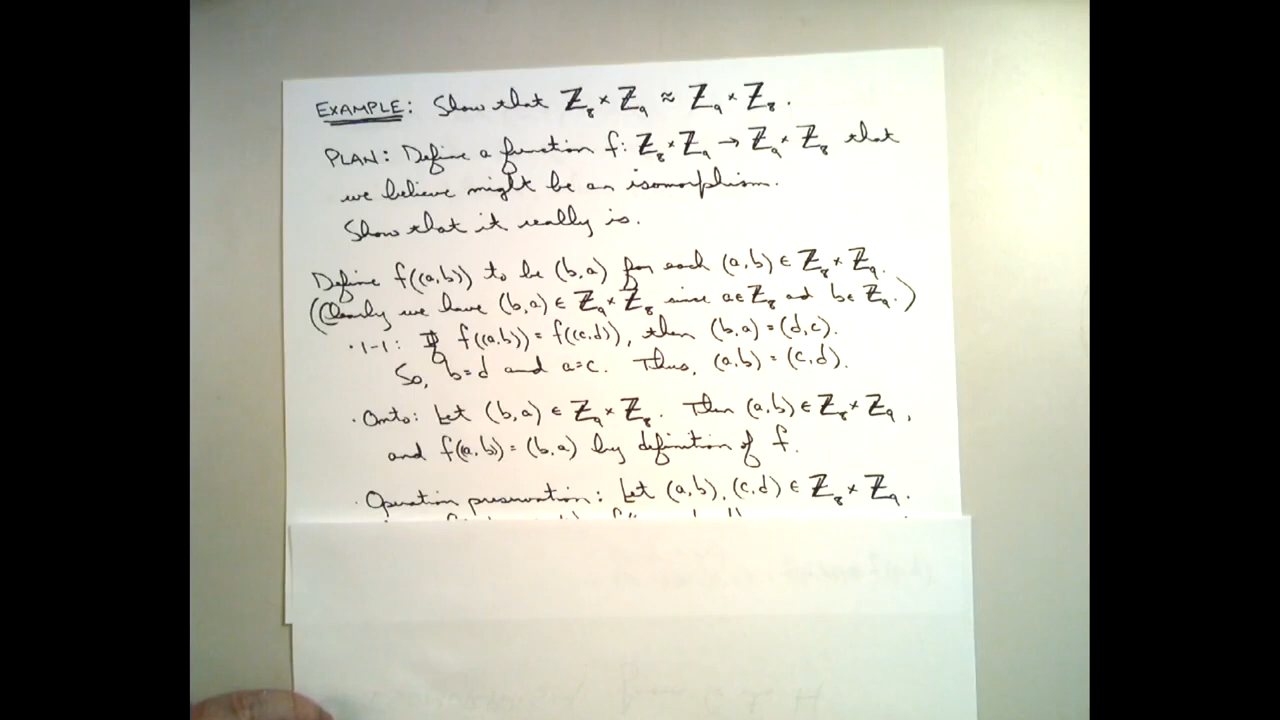 EXAMPLE: Show that ℤ₈ × ℤ₉ ≈ ℤ₉ × ℤ₈.
PLAN: Define a function f: ℤ₈ × ℤ₉ → ℤ₉ × ℤ₈ that
we believe might be an isomorphism.
Show that it really is.
Define f((a,b)) to be (b,a) for each (a,b) ∈ ℤ₈ × ℤ₉.
(Clearly we have (b,a) ∈ ℤ₉ × ℤ₈ since a ∈ ℤ₈ and b ∈ ℤ₉.)
· 1-1: If f((a,b)) = f((c,d)), then (b,a) = (d,c).
So, b=d and a=c. Thus, (a,b) = (c,d).
· Onto: Let (b,a) ∈ ℤ₉ × ℤ₈. Then (a,b) ∈ ℤ₈ × ℤ₉,
and f((a,b)) = (b,a) by definition of f.
· Operation preservation: Let (a,b), (c,d) ∈ ℤ₈ × ℤ₉.